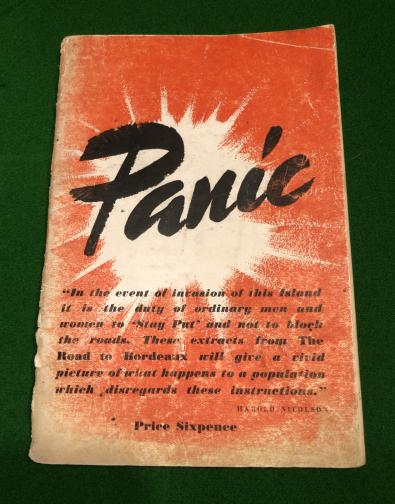 Panic
"In the event of invasion of this Island
it is the duty of ordinary men and
women to 'Stay Put' and not to block
the roads. These extracts from The
Road to Bordeaux will give a vivid
picture of what happens to a population
which disregards these instructions."
HAROLD NICOLSON
Price Sixpence